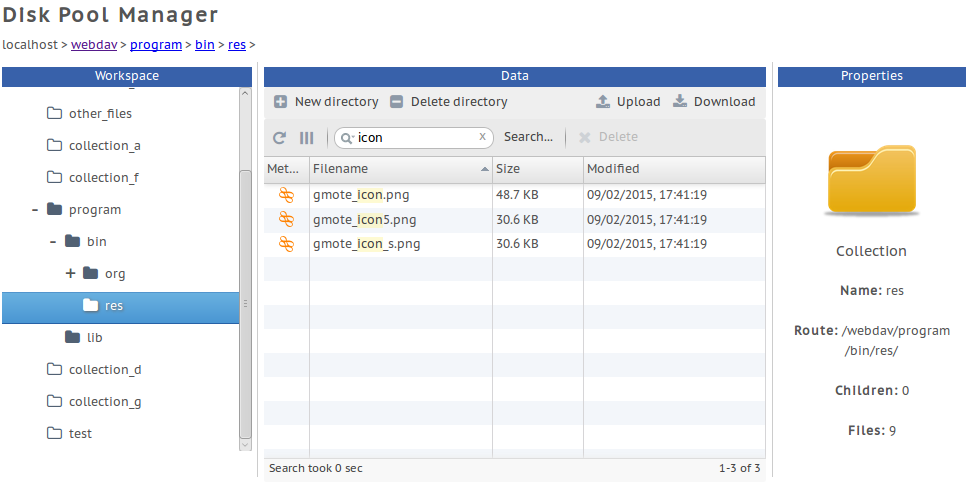 Disk Pool Manager
localhost > webdav > program > bin > res >
Workspace
other_files
collection_a
collection_f
- program
- bin
+ org
res
lib
collection_d
collection_g
test
Data
New directory Delete directory Upload Download
icon x Search... Delete
Met... Filename Size Modified
gmote_icon.png 48.7 KB 09/02/2015, 17:41:19
gmote_icon5.png 30.6 KB 09/02/2015, 17:41:19
gmote_icon_s.png 30.6 KB 09/02/2015, 17:41:19
Search took 0 sec 1-3 of 3
Properties
Collection
Name: res
Route: /webdav/program
/bin/res/
Children: 0
Files: 9